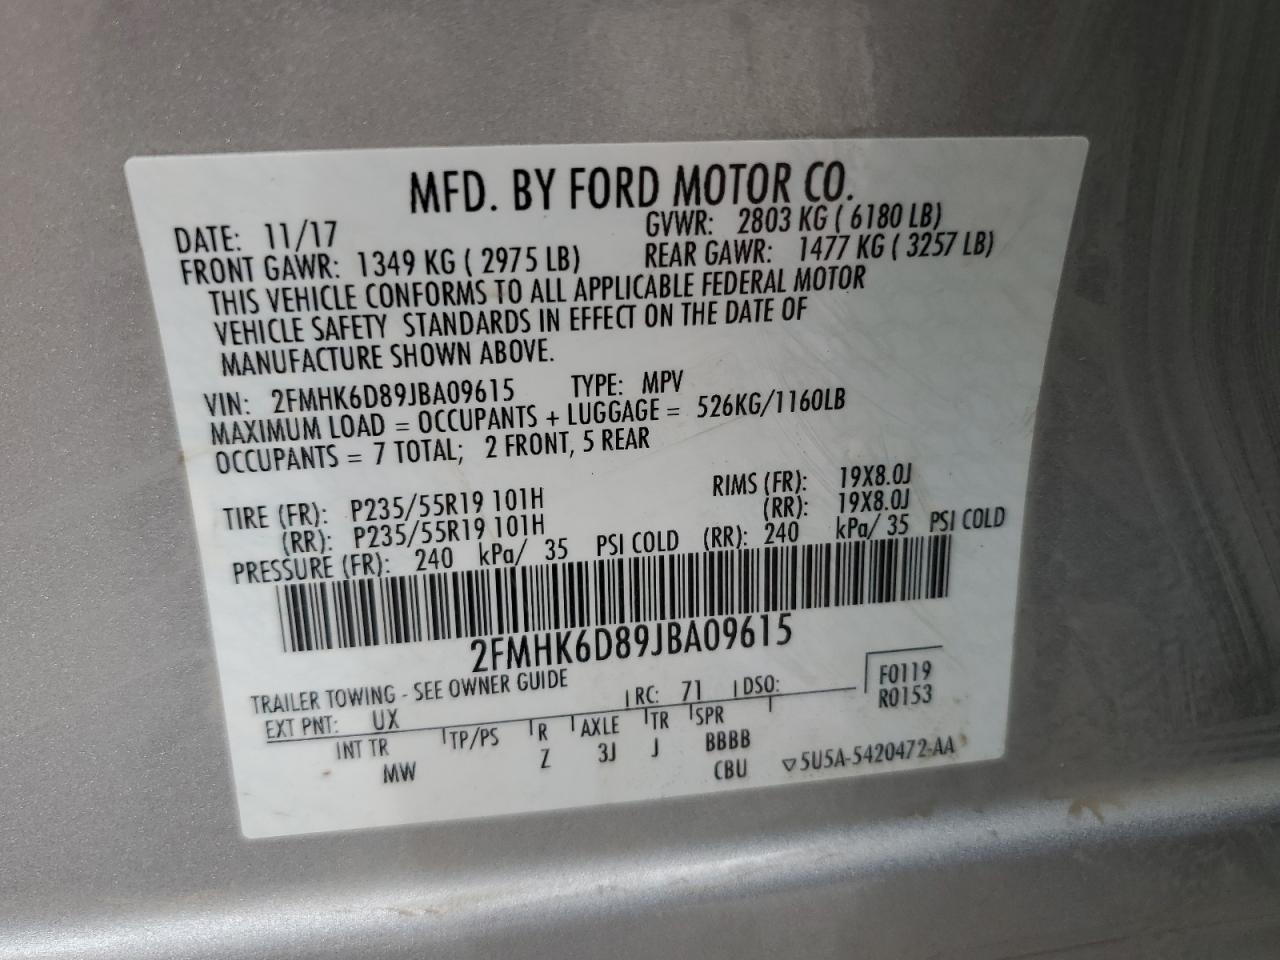 MFD. BY FORD MOTOR CO.
DATE: 11/17 GVWR: 2803 KG ( 6180 LB)
FRONT GAWR: 1349 KG ( 2975 LB) REAR GAWR: 1477 KG ( 3257 LB)
THIS VEHICLE CONFORMS TO ALL APPLICABLE FEDERAL MOTOR
VEHICLE SAFETY STANDARDS IN EFFECT ON THE DATE OF
MANUFACTURE SHOWN ABOVE.
VIN: 2FMHK6D89JBA09615 TYPE: MPV
MAXIMUM LOAD = OCCUPANTS + LUGGAGE = 526KG/1160LB
OCCUPANTS = 7 TOTAL; 2 FRONT, 5 REAR
TIRE (FR): P235/55R19 101H RIMS (FR): 19X8.0J
(RR): P235/55R19 101H (RR): 19X8.0J
PRESSURE (FR): 240 kPa/ 35 PSI COLD (RR): 240 kPa/ 35 PSI COLD
2FMHK6D89JBA09615
TRAILER TOWING - SEE OWNER GUIDE
EXT PNT: UX RC: 71 DSO: F0119
R0153
INT TR TP/PS R AXLE TR SPR
MW Z 3J J BBBB
CBU ▽5U5A-5420472-AA